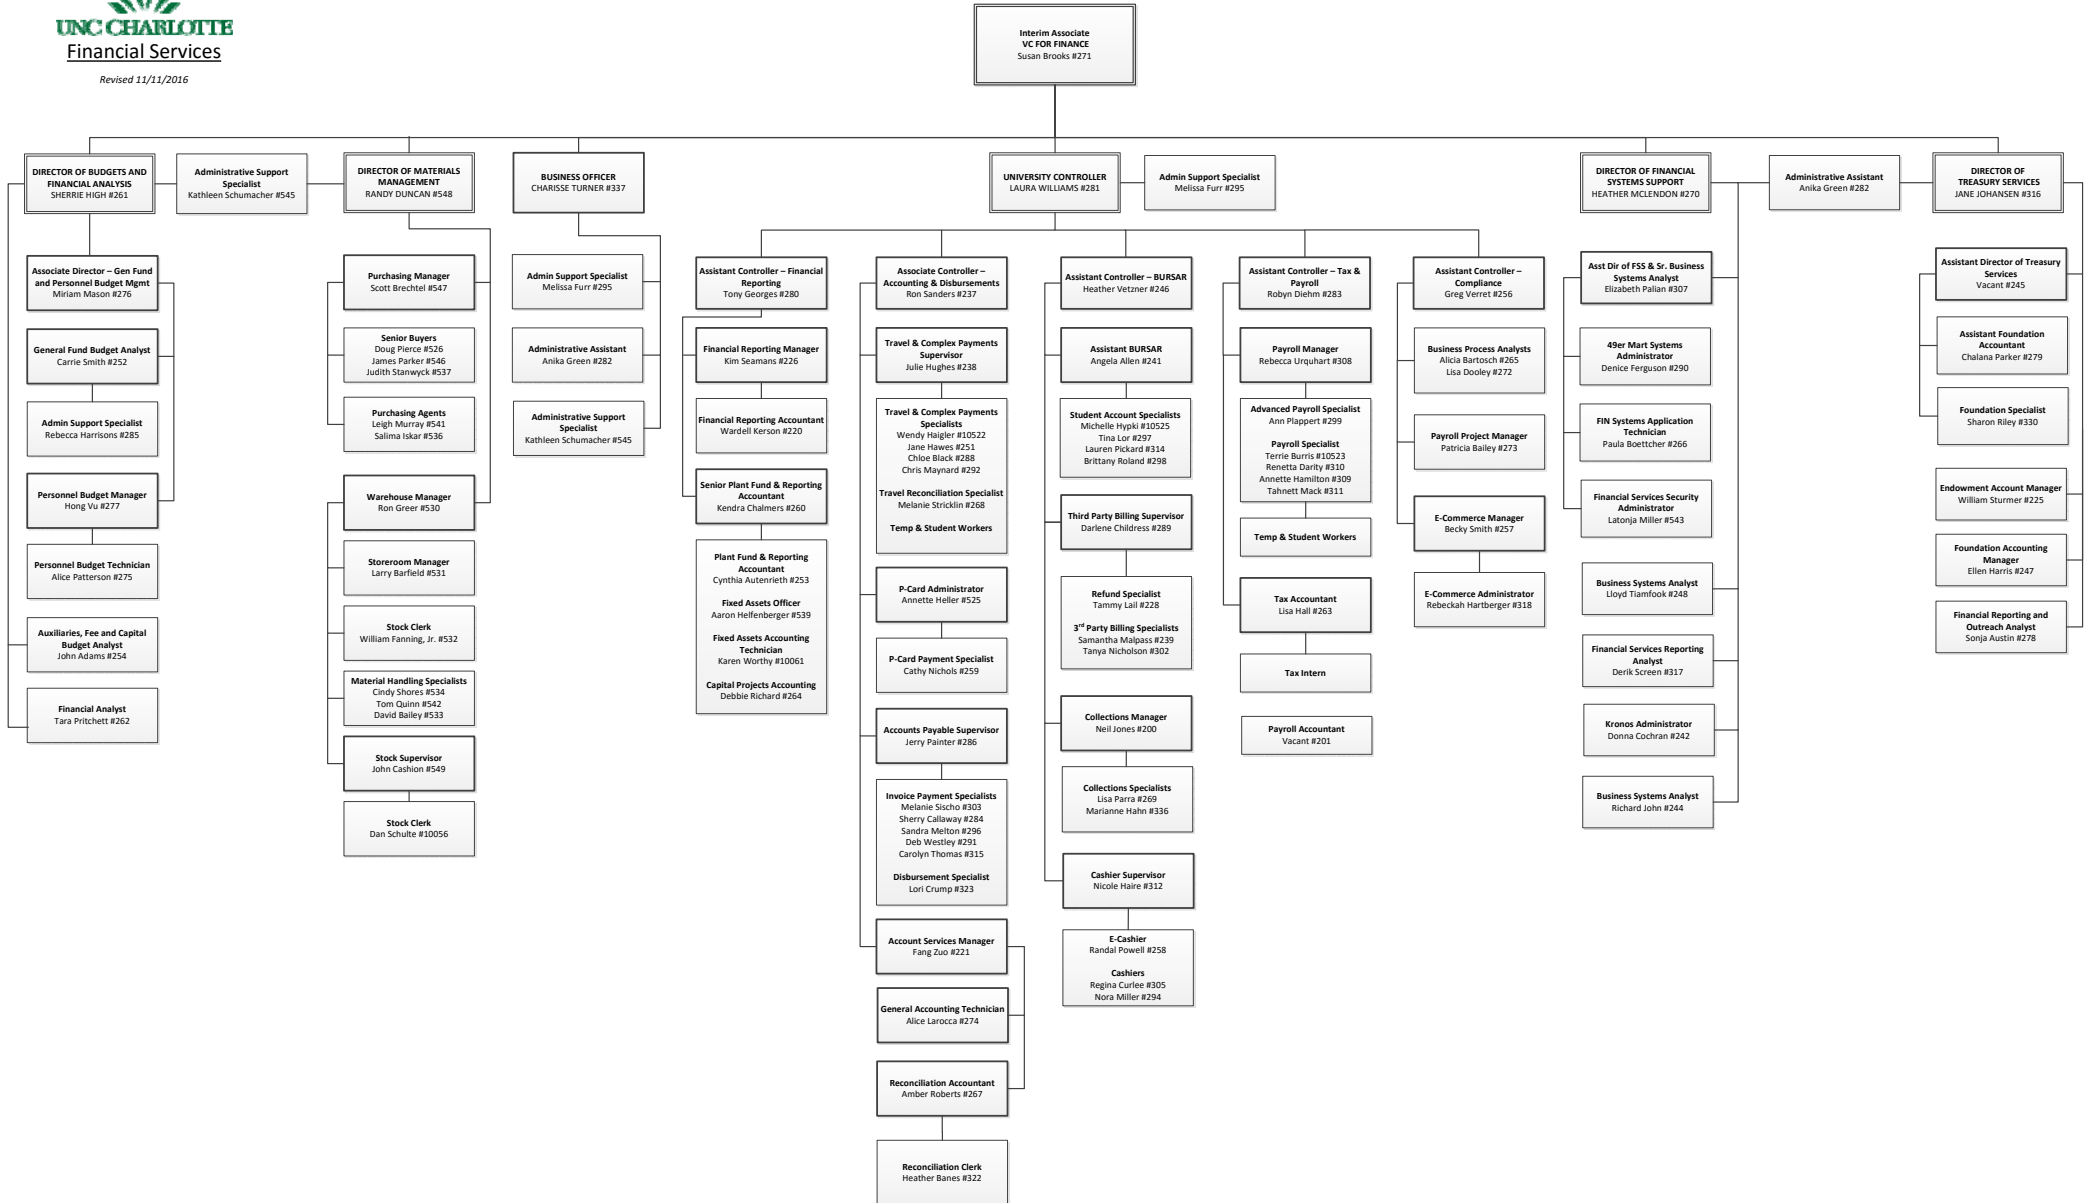 UNC CHARLOTTE
Financial Services
Revised 11/11/2016
Interim Associate
VC FOR FINANCE
Susan Brooks #271
DIRECTOR OF BUDGETS AND
FINANCIAL ANALYSIS
SHERRIE HIGH #261
Administrative Support
Specialist
Kathleen Schumacher #545
DIRECTOR OF MATERIALS
MANAGEMENT
RANDY DUNCAN #548
BUSINESS OFFICER
CHARISSE TURNER #337
UNIVERSITY CONTROLLER
LAURA WILLIAMS #281
Admin Support Specialist
Melissa Furr #295
DIRECTOR OF FINANCIAL
SYSTEMS SUPPORT
HEATHER MCLENDON #270
Administrative Assistant
Anika Green #282
DIRECTOR OF
TREASURY SERVICES
JANE JOHANSEN #316
Associate Director – Gen Fund
and Personnel Budget Mgmt
Miriam Mason #276
General Fund Budget Analyst
Carrie Smith #252
Admin Support Specialist
Rebecca Harrisons #285
Personnel Budget Manager
Hong Vu #277
Personnel Budget Technician
Alice Patterson #275
Auxiliaries, Fee and Capital
Budget Analyst
John Adams #254
Financial Analyst
Tara Pritchett #262
Purchasing Manager
Scott Brechtel #547
Senior Buyers
Doug Pierce #526
James Parker #546
Judith Stanwyck #537
Purchasing Agents
Leigh Murray #541
Salima Iskar #536
Warehouse Manager
Ron Greer #530
Storeroom Manager
Larry Barfield #531
Stock Clerk
William Fanning, Jr. #532
Material Handling Specialists
Cindy Shores #534
Tom Quinn #542
David Bailey #533
Stock Supervisor
John Cashion #549
Stock Clerk
Dan Schulte #10056
Admin Support Specialist
Melissa Furr #295
Administrative Assistant
Anika Green #282
Administrative Support
Specialist
Kathleen Schumacher #545
Assistant Controller – Financial
Reporting
Tony Georges #280
Financial Reporting Manager
Kim Seamans #226
Financial Reporting Accountant
Wardell Kerson #220
Senior Plant Fund & Reporting
Accountant
Kendra Chalmers #260
Plant Fund & Reporting
Accountant
Cynthia Autenrieth #253
Fixed Assets Officer
Aaron Helfenberger #539
Fixed Assets Accounting
Technician
Karen Worthy #10061
Capital Projects Accounting
Debbie Richard #264
Associate Controller –
Accounting & Disbursements
Ron Sanders #237
Travel & Complex Payments
Supervisor
Julie Hughes #238
Travel & Complex Payments
Specialists
Wendy Haigler #10522
Jane Hawes #251
Chloe Black #288
Chris Maynard #292
Travel Reconciliation Specialist
Melanie Stricklin #268
Temp & Student Workers
P-Card Administrator
Annette Heller #525
P-Card Payment Specialist
Cathy Nichols #259
Accounts Payable Supervisor
Jerry Painter #286
Invoice Payment Specialists
Melanie Sischo #303
Sherry Callaway #284
Sandra Melton #296
Deb Westley #291
Carolyn Thomas #315
Disbursement Specialist
Lori Crump #323
Account Services Manager
Fang Zuo #221
General Accounting Technician
Alice Larocca #274
Reconciliation Accountant
Amber Roberts #267
Reconciliation Clerk
Heather Banes #322
Assistant Controller – BURSAR
Heather Vetzner #246
Assistant BURSAR
Angela Allen #241
Student Account Specialists
Michelle Hypki #10525
Tina Lor #297
Lauren Pickard #314
Brittany Roland #298
Third Party Billing Supervisor
Darlene Childress #289
Refund Specialist
Tammy Lail #228
3rd Party Billing Specialists
Samantha Malpass #239
Tanya Nicholson #302
Collections Manager
Neil Jones #200
Collections Specialists
Lisa Parra #269
Marianne Hahn #336
Cashier Supervisor
Nicole Haire #312
E-Cashier
Randal Powell #258
Cashiers
Regina Curlee #305
Nora Miller #294
Assistant Controller – Tax &
Payroll
Robyn Diehm #283
Payroll Manager
Rebecca Urquhart #308
Advanced Payroll Specialist
Ann Plappert #299
Payroll Specialist
Terrie Burris #10523
Renetta Darity #310
Annette Hamilton #309
Tahnett Mack #311
Temp & Student Workers
Tax Accountant
Lisa Hall #263
Tax Intern
Payroll Accountant
Vacant #201
Assistant Controller –
Compliance
Greg Verret #256
Business Process Analysts
Alicia Bartosch #265
Lisa Dooley #272
Payroll Project Manager
Patricia Bailey #273
E-Commerce Manager
Becky Smith #257
E-Commerce Administrator
Rebeckah Hartberger #318
Asst Dir of FSS & Sr. Business
Systems Analyst
Elizabeth Palian #307
49er Mart Systems
Administrator
Denice Ferguson #290
FIN Systems Application
Technician
Paula Boettcher #266
Financial Services Security
Administrator
Latonja Miller #543
Business Systems Analyst
Lloyd Tiamfook #248
Financial Services Reporting
Analyst
Derik Screen #317
Kronos Administrator
Donna Cochran #242
Business Systems Analyst
Richard John #244
Assistant Director of Treasury
Services
Vacant #245
Assistant Foundation
Accountant
Chalana Parker #279
Foundation Specialist
Sharon Riley #330
Endowment Account Manager
William Sturmer #225
Foundation Accounting
Manager
Ellen Harris #247
Financial Reporting and
Outreach Analyst
Sonja Austin #278